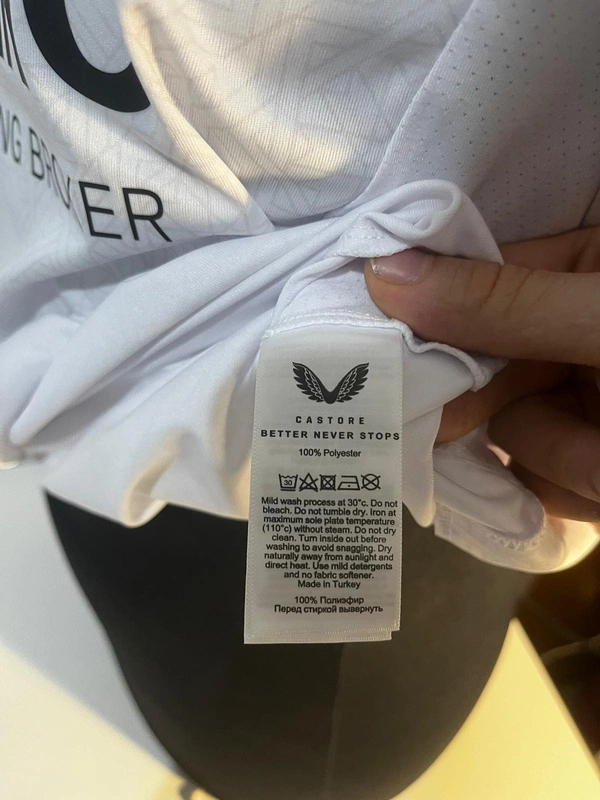 NG BROKER
CASTORE
BETTER NEVER STOPS
100% Polyester
30
Mild wash process at 30°c. Do not
bleach. Do not tumble dry. Iron at
maximum sole plate temperature
(110°c) without steam. Do not dry
clean. Turn inside out before
washing to avoid snagging. Dry
naturally away from sunlight and
direct heat. Use mild detergents
and no fabric softener.
Made in Turkey
100% Полиэфир
Перед стиркой вывернуть